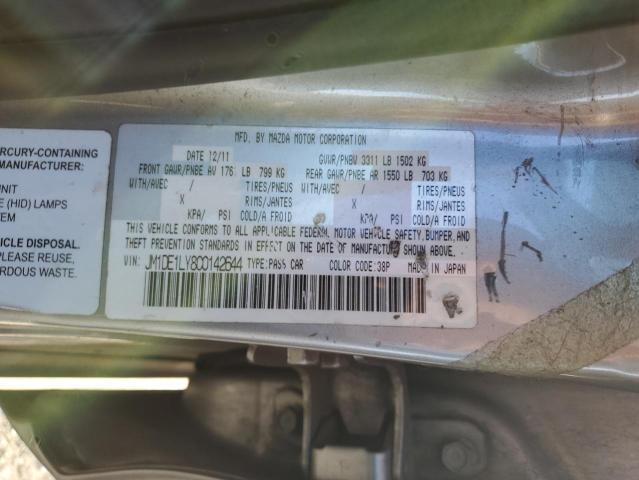 RCURY-CONTAINING
MANUFACTURER:
UNIT
E (HID) LAMPS
STEM
CLE DISPOSAL.
PLEASE REUSE,
ARDOUS WASTE.
MFD. BY MAZDA MOTOR CORPORATION
DATE 12/11 GVWR/PNBV 3311 LB 1502 KG
FRONT GAWR/PNBE AV 176 LB 799 KG REAR GAWR/PNBE AR 1550 LB 703 KG
WITH/AVEC / TIRES/PNEUS WITH/AVEC / TIRES/PNEUS
X RIMS/JANTES X RIMS/JANTES
KPA/ PSI COLD/A FROID KPA/ PSI COLD/A FROID
THIS VEHICLE CONFORMS TO ALL APPLICABLE FEDERAL MOTOR VEHICLE SAFETY, BUMPER, AND
THEFT PREVENTION STANDARDS IN EFFECT ON THE DATE OF MANUFACTURE SHOWN ABOVE.
VIN: JM1DE1LY8C0142644 TYPE:PASS CAR COLOR CODE:38P MADE IN JAPAN